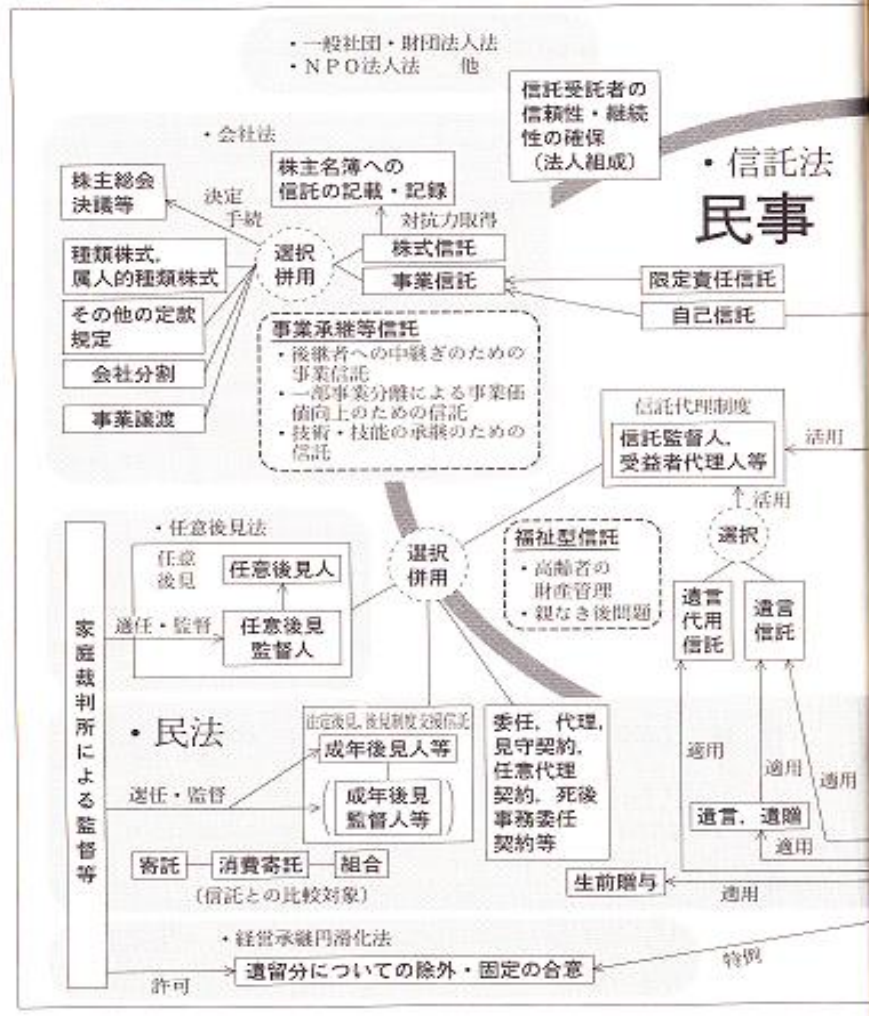 ・一般社団・財団法人法
・NPO法人法　他
信託受託者の
信頼性・継続
性の確保
（法人組成）
・信託法
民事
・会社法
株主総会
決議等
決定
手続
株主名簿への
信託の記載・記録
対抗力取得
選択
併用
株式信託
事業信託
種類株式，
属人的種類株式
その他の定款
規定
会社分割
事業譲渡
限定責任信託
自己信託
事業承継等信託
・後継者への中継ぎのための
事業信託
・一部事業分離による事業価
値向上のための信託
・技術・技能の承継のための
信託
信託代理制度
信託監督人，
受益者代理人等
活用
活用
選択
遺言
代用
信託
遺言
信託
・任意後見法
任意
後見
任意後見人
選任・監督
任意後見
監督人
選択
併用
福祉型信託
・高齢者の
財産管理
・親なき後問題
家庭裁判所による監督等
・民法
法定後見，後見制度支援信託
成年後見人等
選任・監督
成年後見
監督人等
委任，代理，
見守契約，
任意代理
契約，死後
事務委任
契約等
適用
適用
適用
遺言，遺贈
適用
寄託
消費寄託
組合
（信託との比較対象）
生前贈与
適用
・経営承継円滑化法
許可
遺留分についての除外・固定の合意
特例